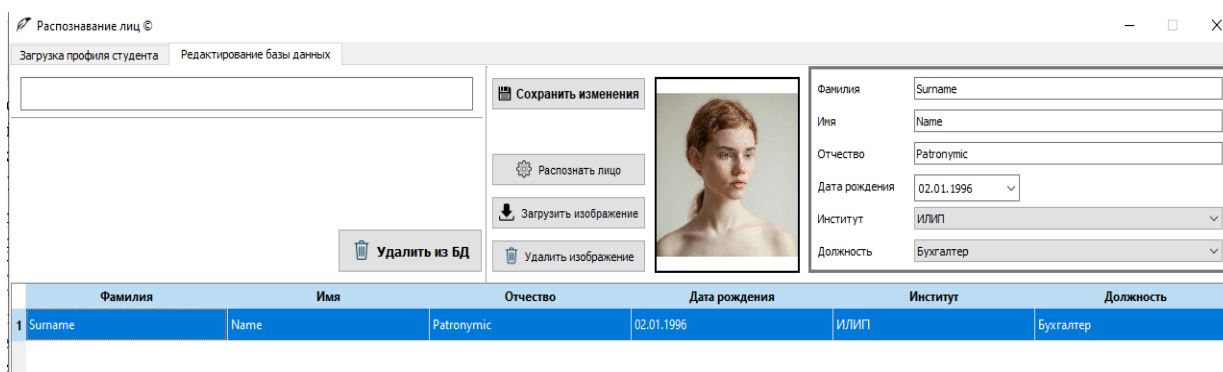 Распознавание лиц ©
Загрузка профиля студента Редактирование базы данных
Сохранить изменения
Распознать лицо
Загрузить изображение
Удалить изображение
Удалить из БД
Фамилия Surname
Имя Name
Отчество Patronymic
Дата рождения 02.01.1996
Институт ИЛИП
Должность Бухгалтер
Фамилия Имя Отчество Дата рождения Институт Должность
1 Surname Name Patronymic 02.01.1996 ИЛИП Бухгалтер